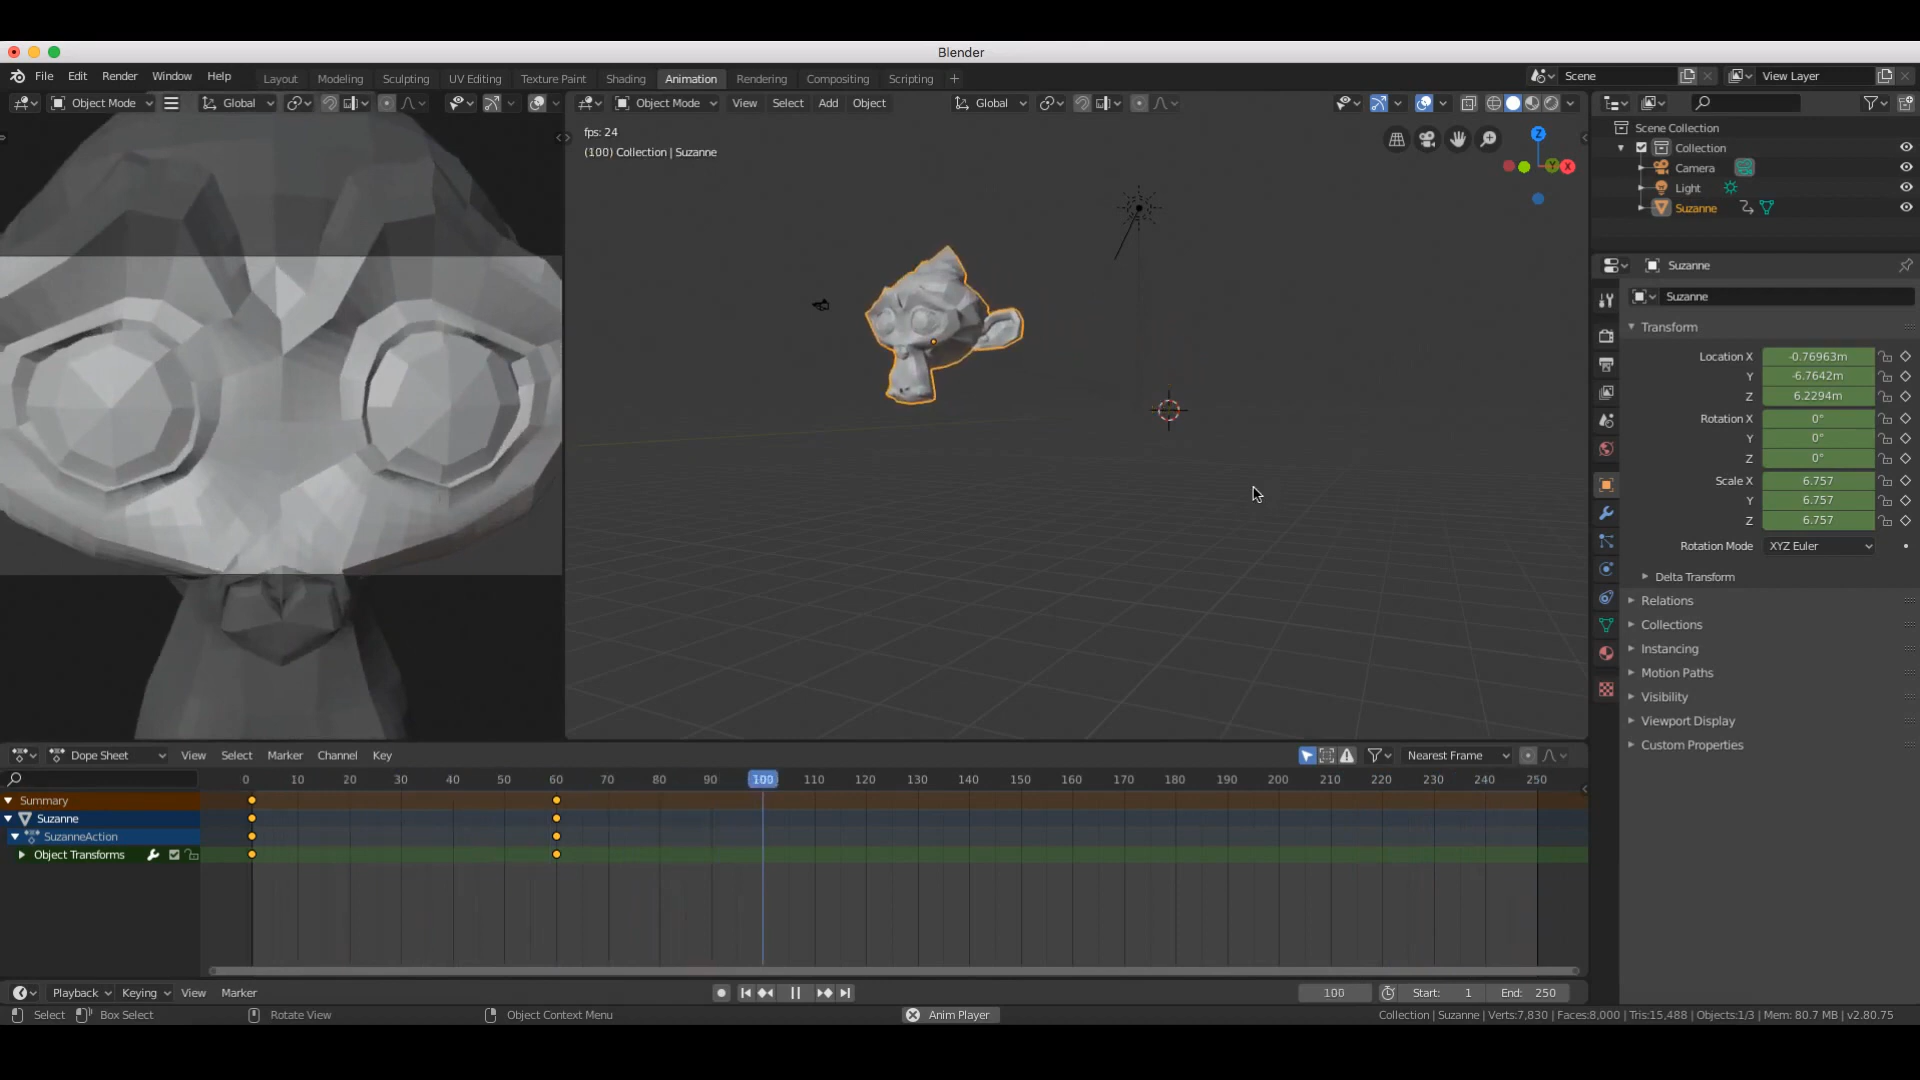 Blender
File Edit Render Window Help Layout Modeling Sculpting UV Editing Texture Paint Shading Animation Rendering Compositing Scripting + Scene View Layer
Object Mode Global Object Mode View Select Add Object Global
fps: 24
(100) Collection | Suzanne
Z
Y X
Scene Collection
Collection
Camera
Light
Suzanne
Suzanne
Suzanne
Transform
Location X -0.76963m
Y -6.7642m
Z 6.2294m
Rotation X 0°
Y 0°
Z 0°
Scale X 6.757
Y 6.757
Z 6.757
Rotation Mode XYZ Euler
Delta Transform
Relations
Collections
Instancing
Motion Paths
Visibility
Viewport Display
Custom Properties
Dope Sheet View Select Marker Channel Key Nearest Frame
0 10 20 30 40 50 60 70 80 90 100 110 120 130 140 150 160 170 180 190 200 210 220 230 240 250
Summary
Suzanne
SuzanneAction
Object Transforms
Playback Keying View Marker 100 Start: 1 End: 250
Select Box Select Rotate View Object Context Menu Anim Player Collection | Suzanne | Verts:7,830 | Faces:8,000 | Tris:15,488 | Objects:1/3 | Mem: 80.7 MB | v2.80.75